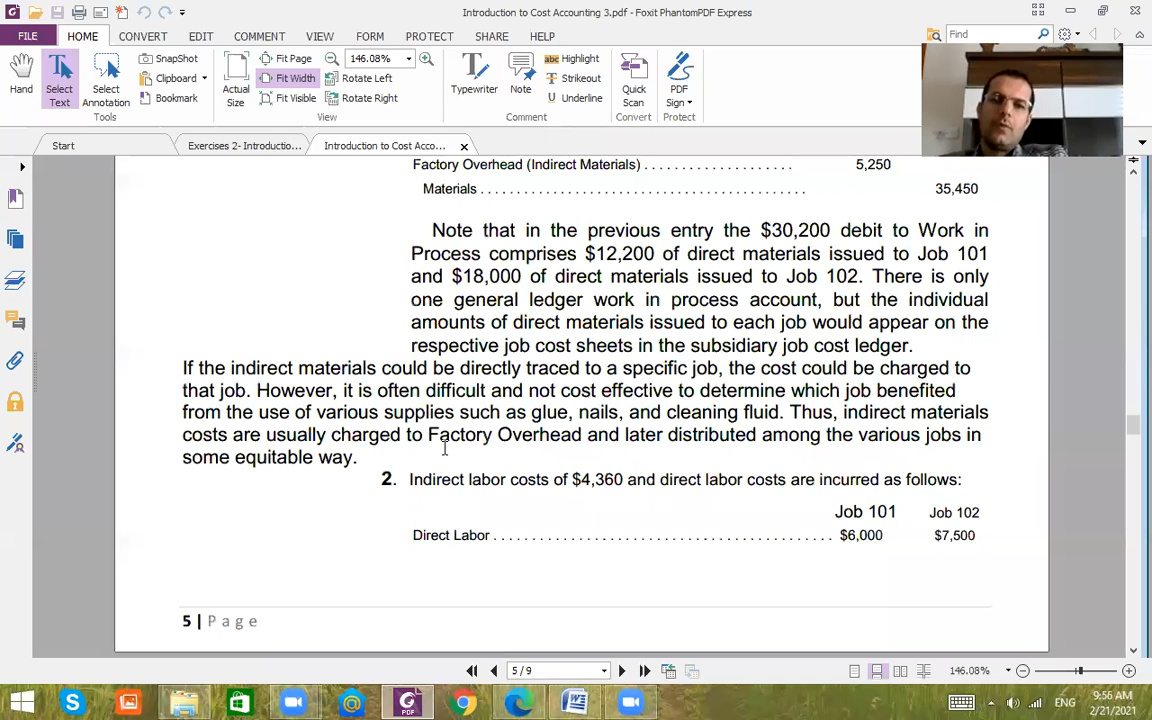 Introduction to Cost Accounting 3.pdf - Foxit PhantomPDF Express
FILE HOME CONVERT EDIT COMMENT VIEW FORM PROTECT SHARE HELP
Find
Hand
Select Text
Select Annotation
SnapShot
Clipboard
Bookmark
Tools
Actual Size
Fit Page
Fit Width
Fit Visible
146.08%
Rotate Left
Rotate Right
View
Typewriter
Note
Highlight
Strikeout
Underline
Comment
Quick Scan
Convert
PDF Sign
Protect
Start Exercises 2- Introductio... Introduction to Cost Acco...
Factory Overhead (Indirect Materials) . . . . . . . . . . . . . . . . . . . . 5,250
Materials . . . . . . . . . . . . . . . . . . . . . . . . . . . . . . . . . . . . . . . . . . 35,450
Note that in the previous entry the $30,200 debit to Work in
Process comprises $12,200 of direct materials issued to Job 101
and $18,000 of direct materials issued to Job 102. There is only
one general ledger work in process account, but the individual
amounts of direct materials issued to each job would appear on the
respective job cost sheets in the subsidiary job cost ledger.
If the indirect materials could be directly traced to a specific job, the cost could be charged to
that job. However, it is often difficult and not cost effective to determine which job benefited
from the use of various supplies such as glue, nails, and cleaning fluid. Thus, indirect materials
costs are usually charged to Factory Overhead and later distributed among the various jobs in
some equitable way.
2. Indirect labor costs of $4,360 and direct labor costs are incurred as follows:
Job 101 Job 102
Direct Labor . . . . . . . . . . . . . . . . . . . . . . . . . . . . . . . . . . . . . . . . . . . $6,000 $7,500
5 | P a g e
5 / 9
146.08%
PDF
W
ENG
9:56 AM
2/21/2021